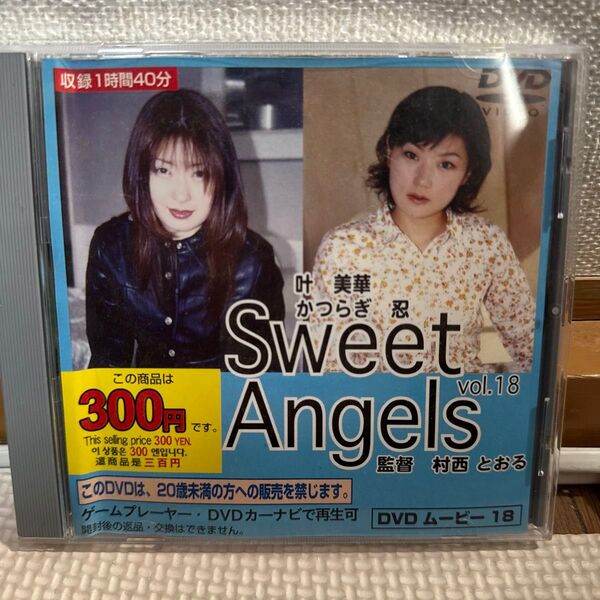 収録1時間40分
DVD
VIDEO
叶 美華
かつらぎ 忍
Sweet
Angels
vol.18
監督 村西 とおる
この商品は
300円です。
This selling price 300 YEN.
이 상품은 300 엔입니다.
這商品是三百円
このDVDは、20歳未満の方への販売を禁じます。
ゲームプレーヤー・DVDカーナビで再生可
開封後の返品・交換はできません。
DVD ムービー 18